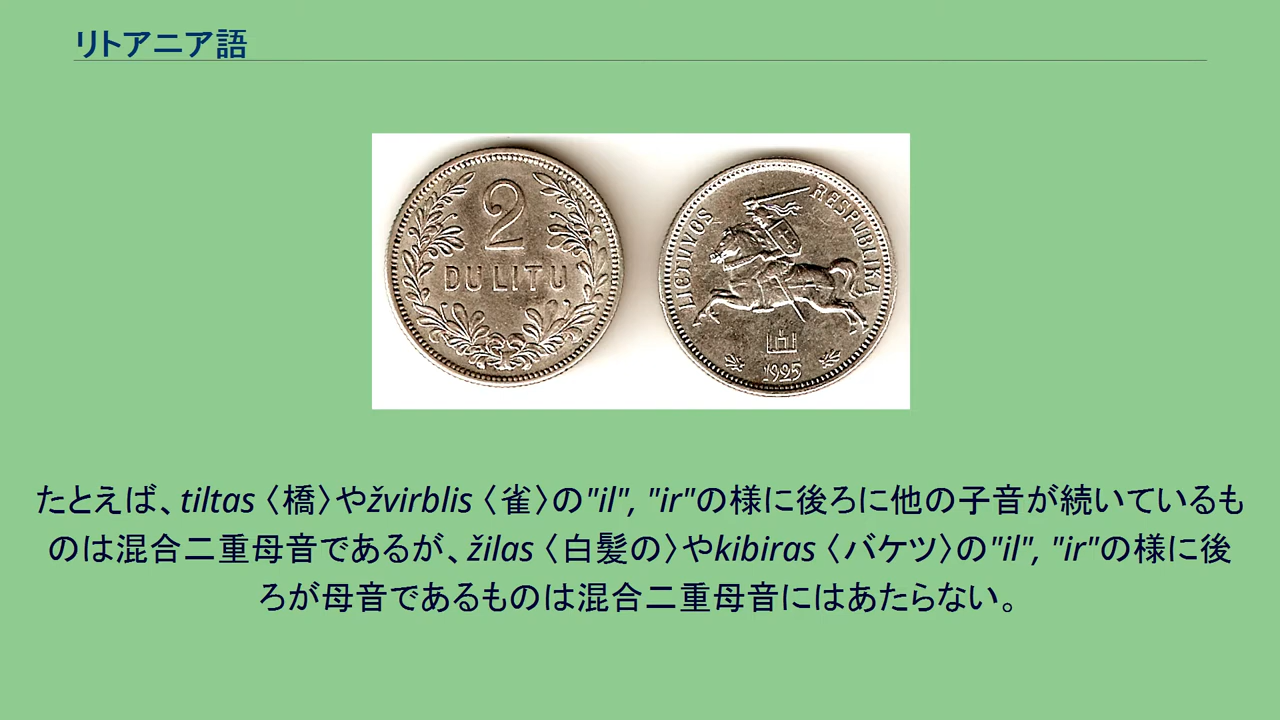 リトアニア語
2
DU LITU
LIETUVOS RESPUBLIKA
1925
たとえば、tiltas〈橋〉やžvirblis〈雀〉の"il", "ir"の様に後ろに他の子音が続いているも
のは混合二重母音であるが、žilas〈白髪の〉やkibiras〈バケツ〉の"il", "ir"の様に後
ろが母音であるものは混合二重母音にはあたらない。